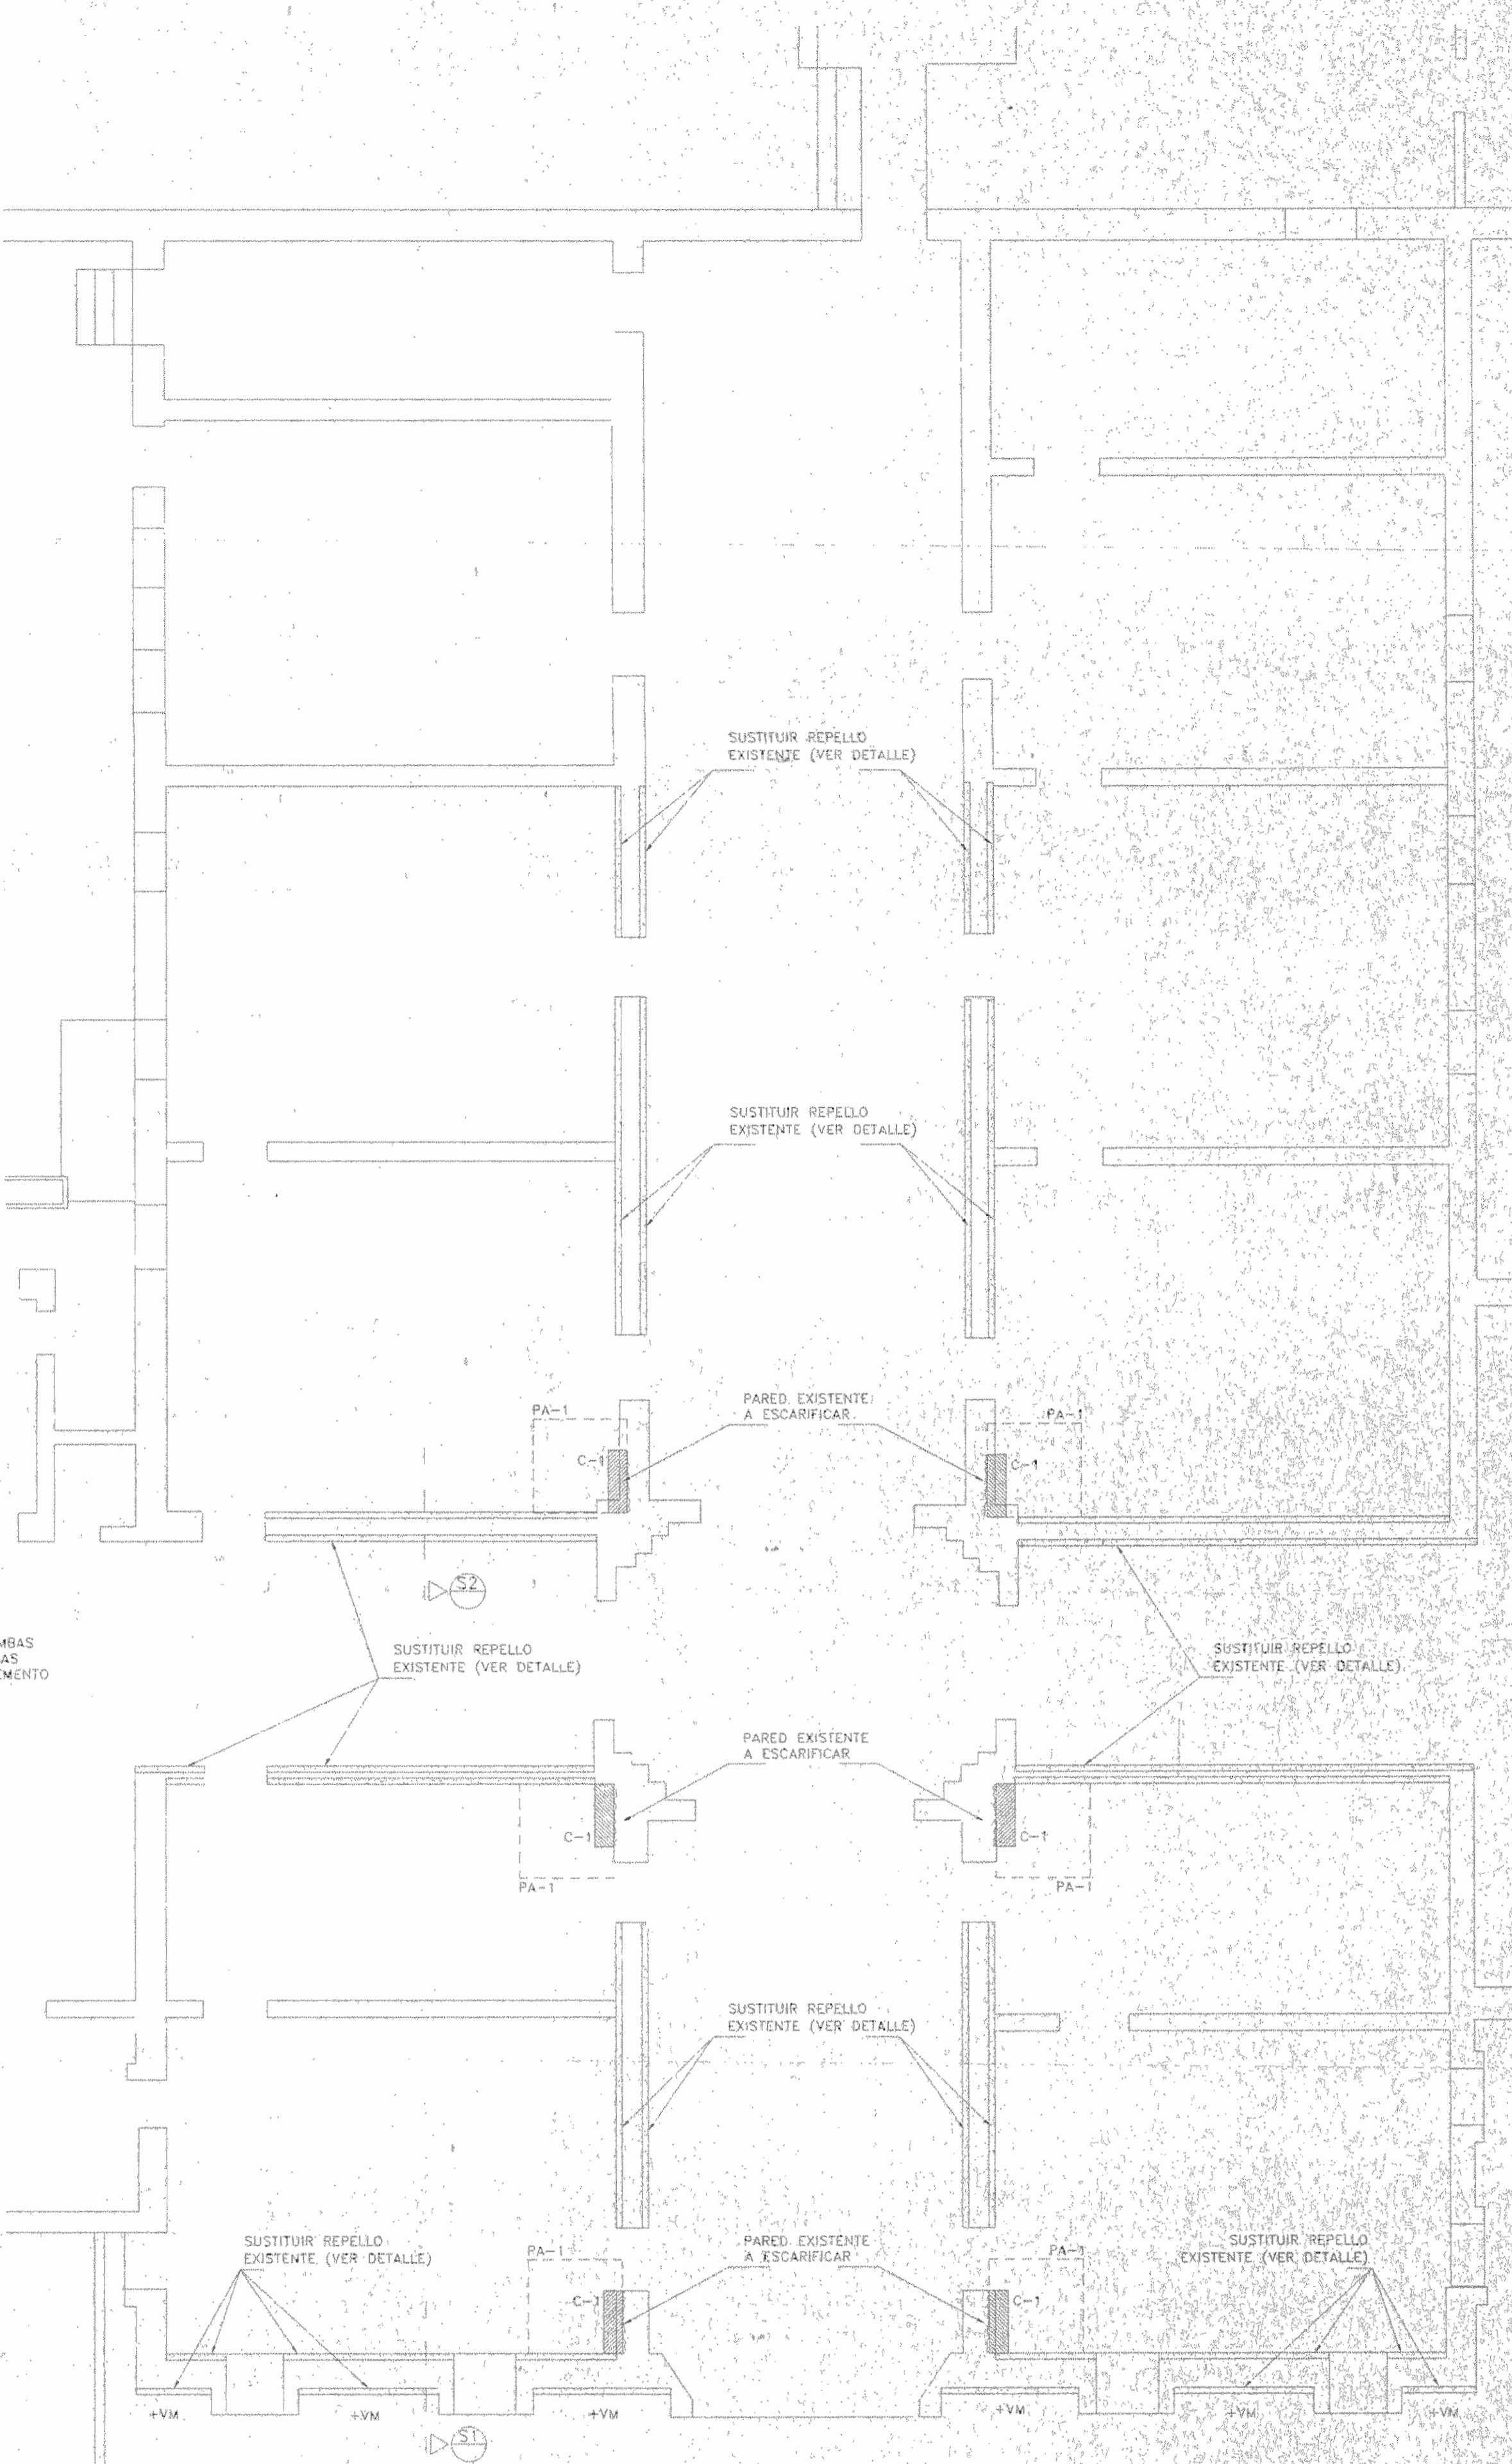 SUSTITUIR REPELLO
EXISTENTE (VER DETALLE)
SUSTITUIR REPELLO
EXISTENTE (VER DETALLE)
PARED EXISTENTE
A ESCARIFICAR
PA-1
PA-1
C-1
C-1
S2
SUSTITUIR REPELLO
EXISTENTE (VER DETALLE)
SUSTITUIR REPELLO
EXISTENTE (VER DETALLE)
MBAS
AS
EMENTO
PARED EXISTENTE
A ESCARIFICAR
C-1
C-1
PA-1
PA-1
SUSTITUIR REPELLO
EXISTENTE (VER DETALLE)
SUSTITUIR REPELLO
EXISTENTE (VER DETALLE)
PA-1
PARED EXISTENTE
A ESCARIFICAR
PA-1
SUSTITUIR REPELLO
EXISTENTE (VER DETALLE)
C-1
C-1
+VM
+VM
+VM
+VM
+VM
+VM
S1